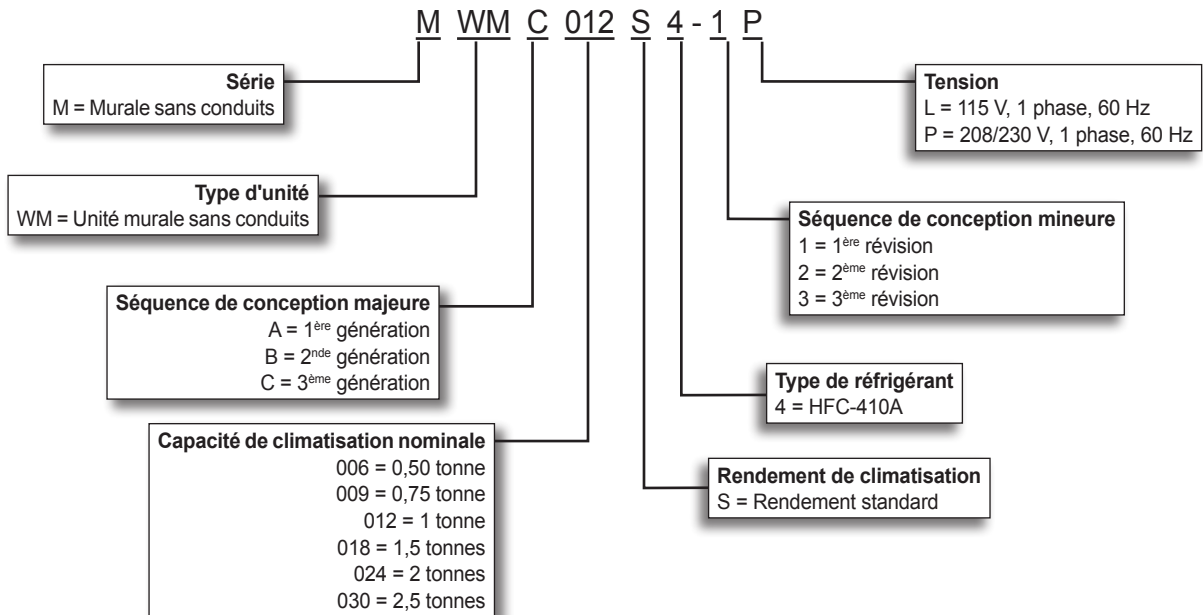 M WM C 012 S 4 - 1 P
Série
M = Murale sans conduits
Type d'unité
WM = Unité murale sans conduits
Séquence de conception majeure
A = 1ère génération
B = 2nde génération
C = 3ème génération
Capacité de climatisation nominale
006 = 0,50 tonne
009 = 0,75 tonne
012 = 1 tonne
018 = 1,5 tonnes
024 = 2 tonnes
030 = 2,5 tonnes
Tension
L = 115 V, 1 phase, 60 Hz
P = 208/230 V, 1 phase, 60 Hz
Séquence de conception mineure
1 = 1ère révision
2 = 2ème révision
3 = 3ème révision
Type de réfrigérant
4 = HFC-410A
Rendement de climatisation
S = Rendement standard